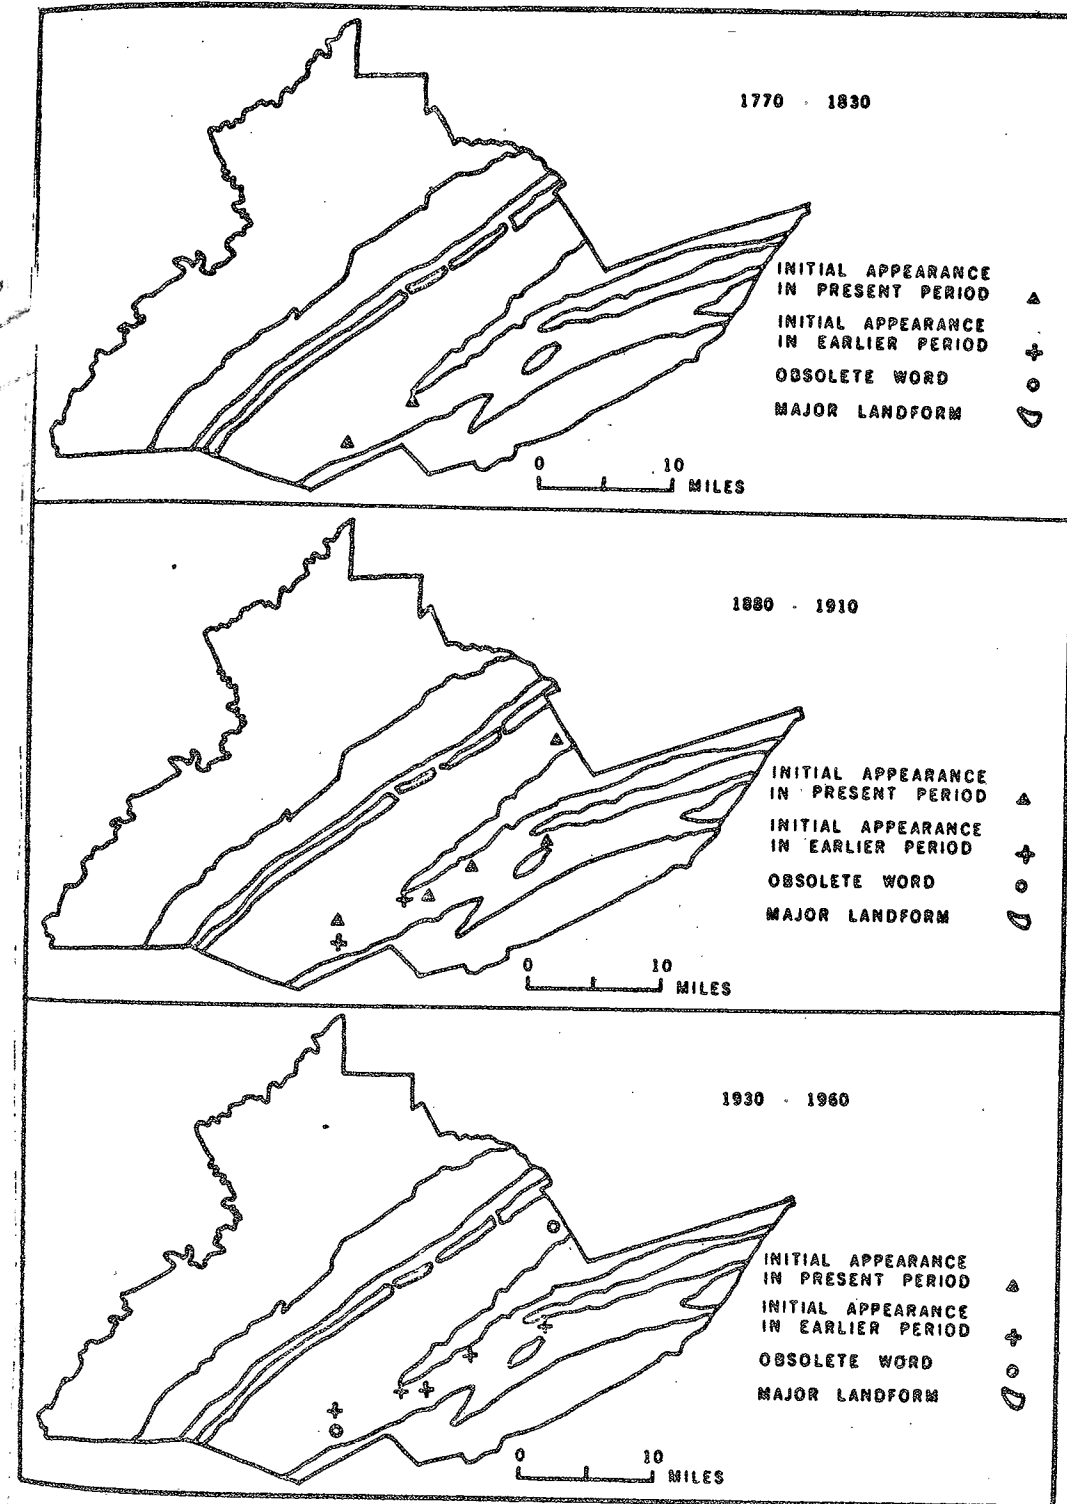 1770 - 1830
INITIAL APPEARANCE
IN PRESENT PERIOD
INITIAL APPEARANCE
IN EARLIER PERIOD
OBSOLETE WORD
MAJOR LANDFORM
0 10
MILES
1880 - 1910
INITIAL APPEARANCE
IN PRESENT PERIOD
INITIAL APPEARANCE
IN EARLIER PERIOD
OBSOLETE WORD
MAJOR LANDFORM
0 10
MILES
1930 - 1960
INITIAL APPEARANCE
IN PRESENT PERIOD
INITIAL APPEARANCE
IN EARLIER PERIOD
OBSOLETE WORD
MAJOR LANDFORM
0 10
MILES